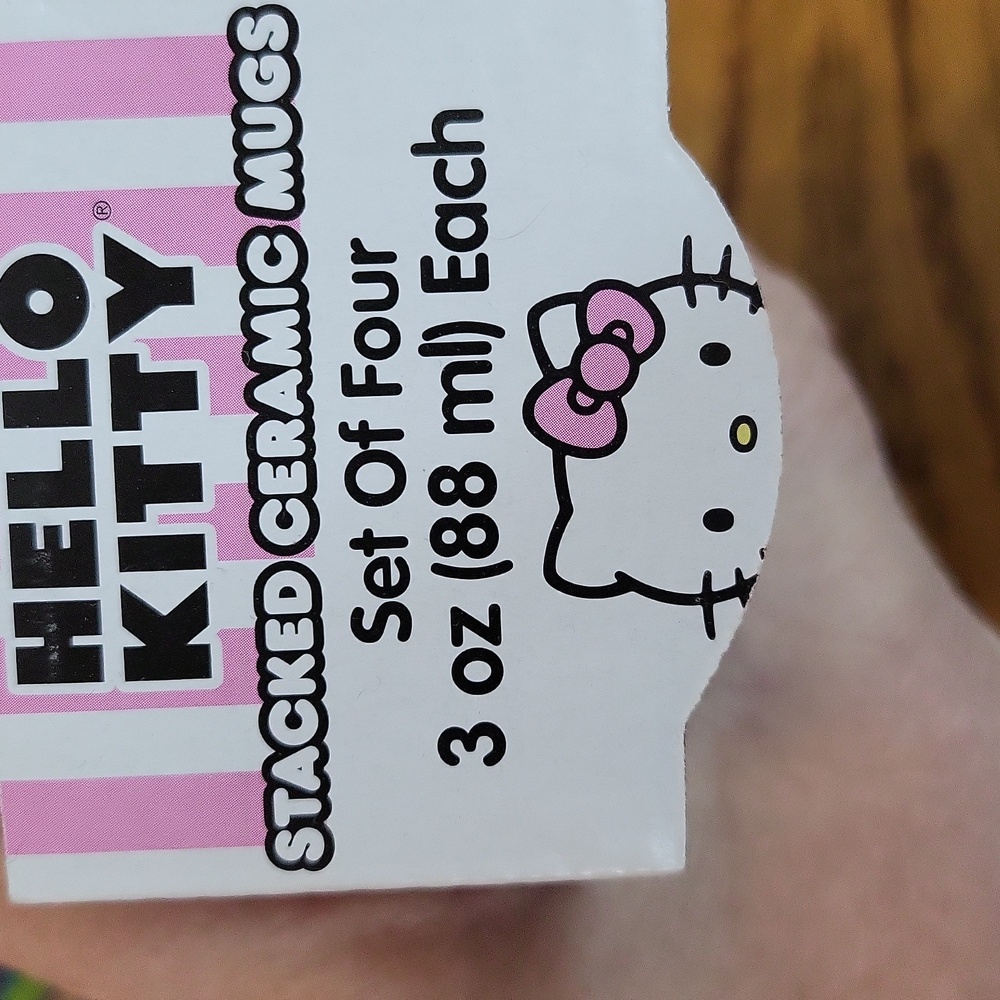 HELLO
KITTY®
STACKED CERAMIC MUGS
Set Of Four
3 oz (88 ml) Each